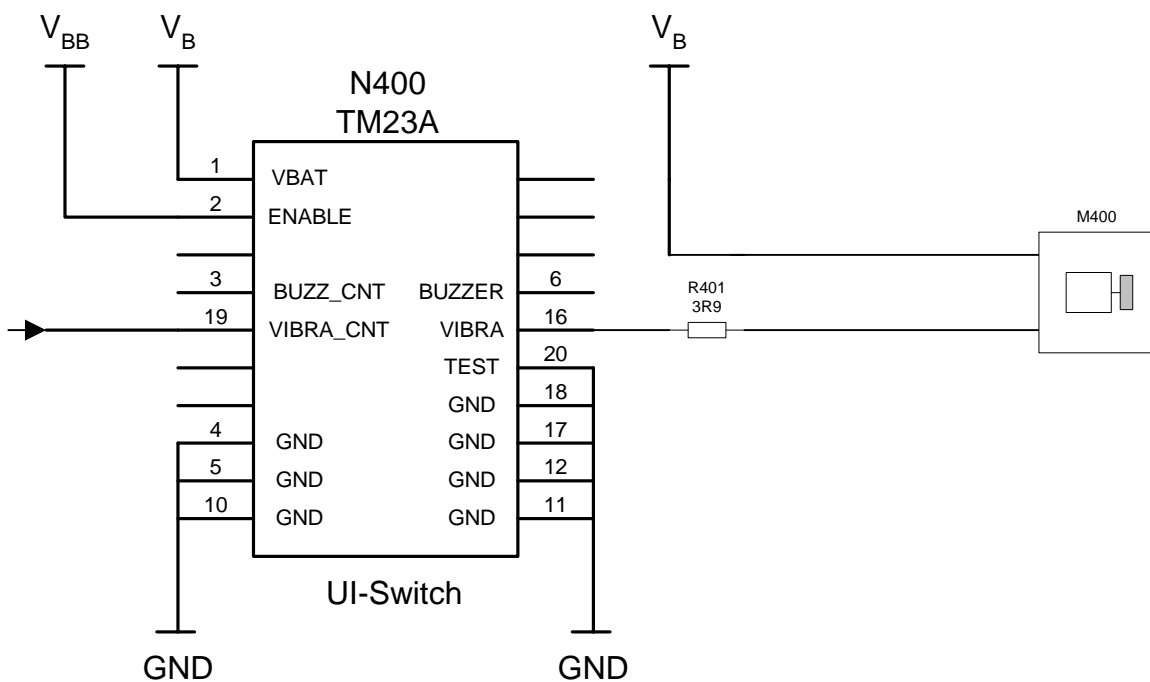 VBB VB VB
N400
TM23A
M400
1 VBAT
2 ENABLE
3 BUZZ_CNT BUZZER 6
R401
3R9
19 VIBRA_CNT VIBRA 16
TEST 20
GND 18
4 GND GND 17
5 GND GND 12
10 GND GND 11
UI-Switch
GND GND